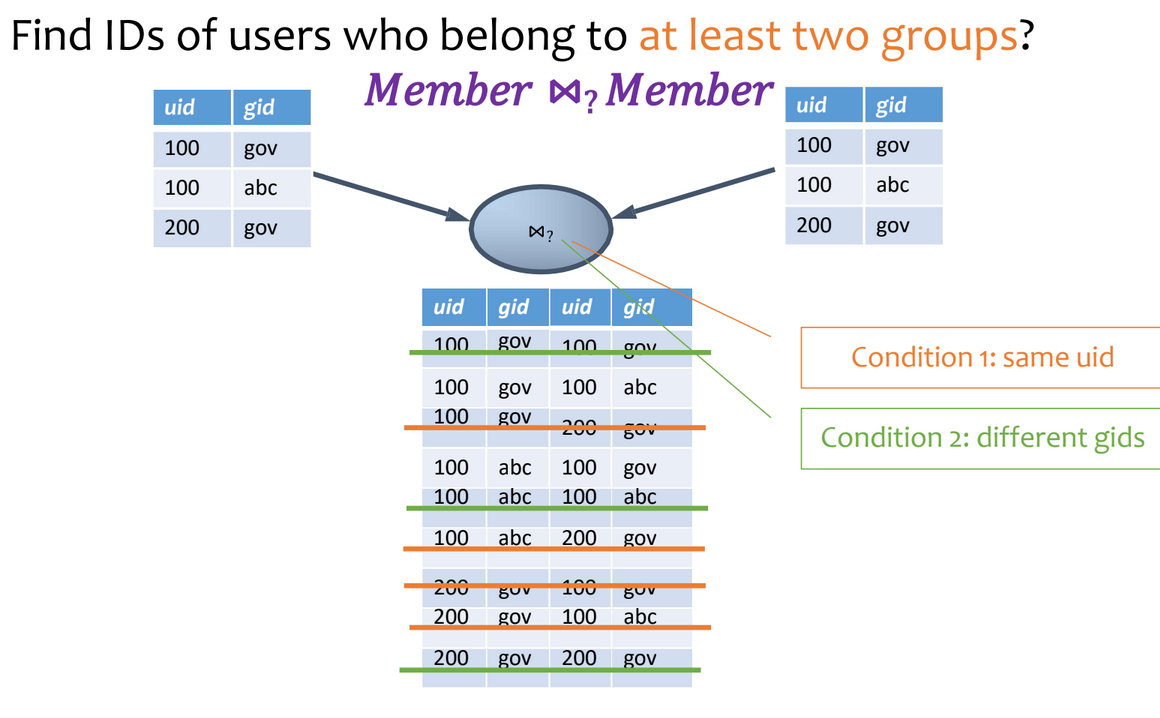 Find IDs of users who belong to at least two groups?
Member ⋈? Member
uid gid
100 gov
100 abc
200 gov
uid gid
100 gov
100 abc
200 gov
⋈?
uid gid uid gid
100 gov 100 gov
100 gov 100 abc
100 gov 200 gov
100 abc 100 gov
100 abc 100 abc
100 abc 200 gov
200 gov 100 gov
200 gov 100 abc
200 gov 200 gov
Condition 1: same uid
Condition 2: different gids